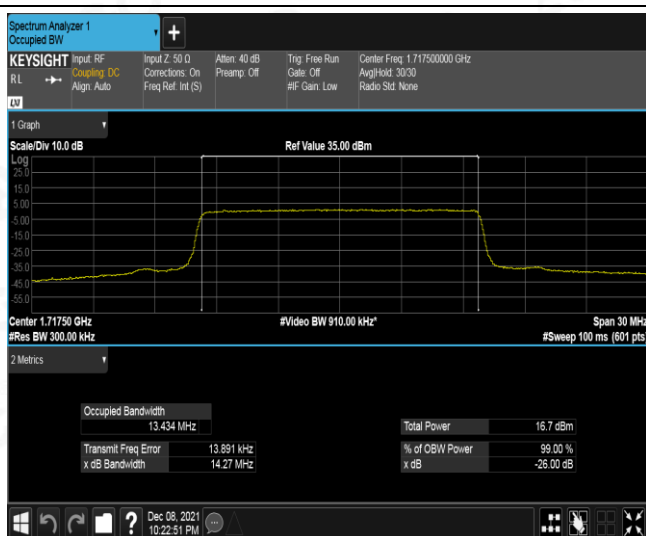 Spectrum Analyzer 1
Occupied BW
+
KEYSIGHT Input: RF Input Z: 50 Ω Atten: 40 dB Trig: Free Run Center Freq: 1.717500000 GHz
RL Coupling: DC Corrections: On Preamp: Off Gate: Off Avg|Hold: 30/30
Align: Auto Freq Ref: Int (S) #IF Gain: Low Radio Std: None
LXI
1 Graph
Scale/Div 10.0 dB Ref Value 35.00 dBm
Log
25.0
15.0
5.00
-5.00
-15.0
-25.0
-35.0
-45.0
-55.0
Center 1.71750 GHz #Video BW 910.00 kHz* Span 30 MHz
#Res BW 300.00 kHz #Sweep 100 ms (601 pts)
2 Metrics
Occupied Bandwidth
13.434 MHz Total Power 16.7 dBm
Transmit Freq Error 13.891 kHz % of OBW Power 99.00 %
x dB Bandwidth 14.27 MHz x dB -26.00 dB
? Dec 08, 2021
10:22:51 PM